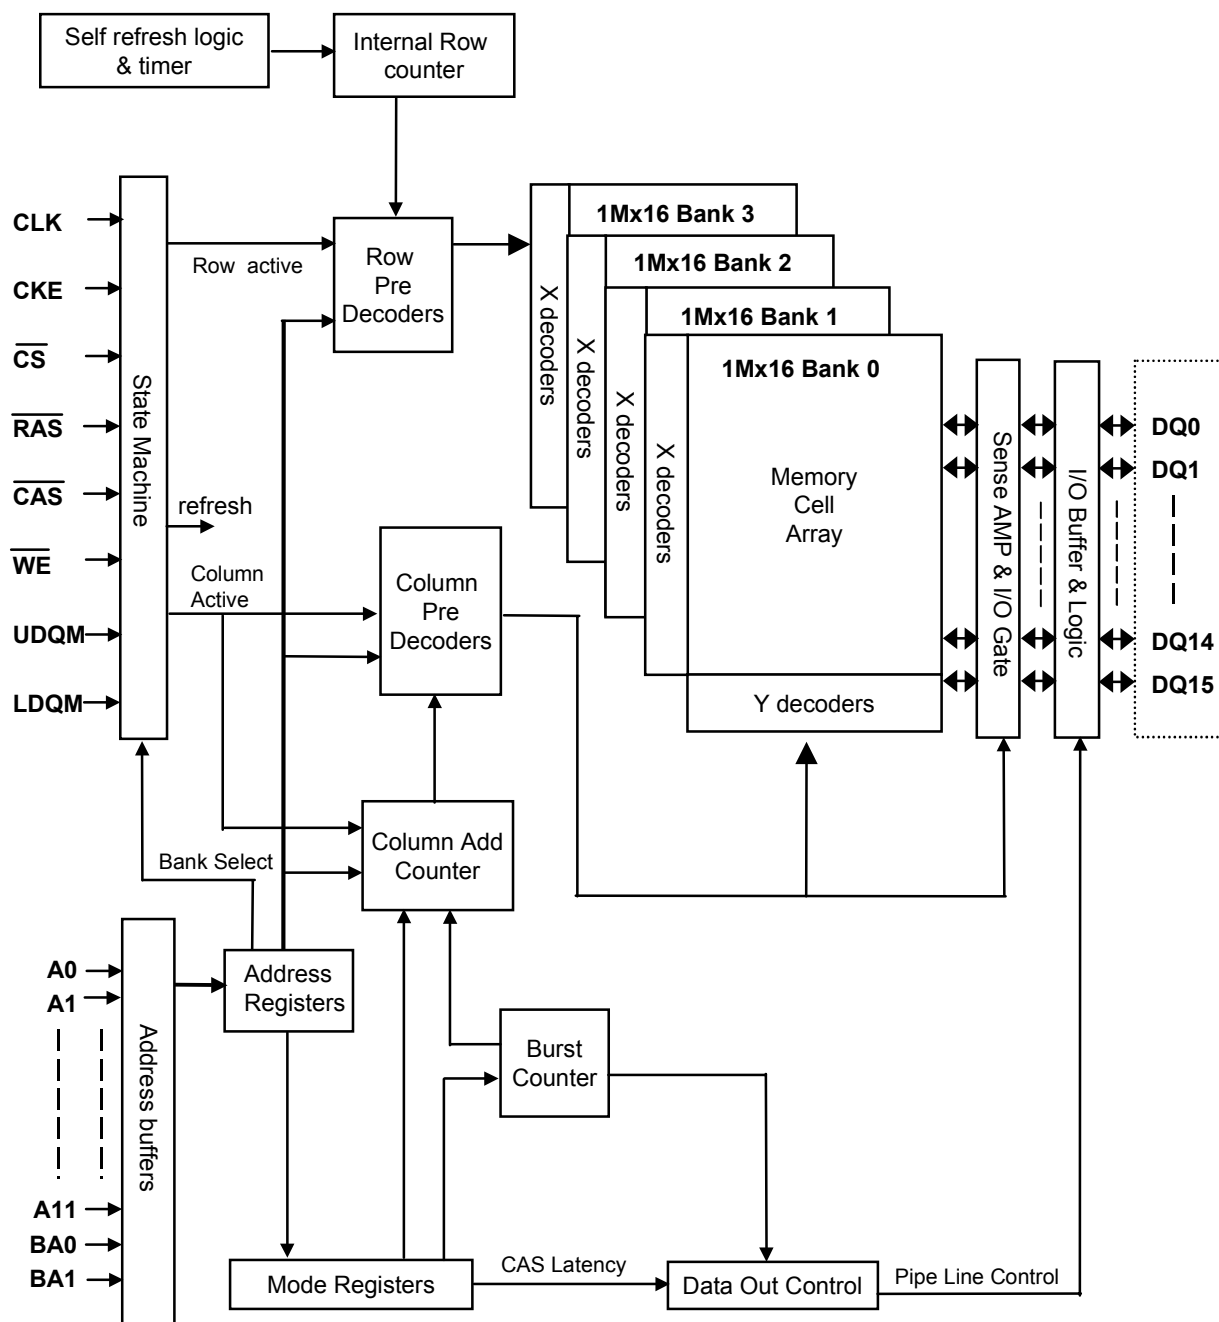 Self refresh logic
& timer
Internal Row
counter
CLK
CKE
CS
RAS
CAS
WE
UDQM
LDQM
State Machine
Row active
refresh
Column
Active
Bank Select
Row
Pre
Decoders
Column
Pre
Decoders
Column Add
Counter
X decoders
1Mx16 Bank 3
X decoders
1Mx16 Bank 2
X decoders
1Mx16 Bank 1
X decoders
1Mx16 Bank 0
Memory
Cell
Array
Y decoders
Sense AMP & I/O Gate
I/O Buffer & Logic
DQ0
DQ1
DQ14
DQ15
A0
A1
A11
BA0
BA1
Address buffers
Address
Registers
Burst
Counter
Mode Registers
CAS Latency
Data Out Control
Pipe Line Control